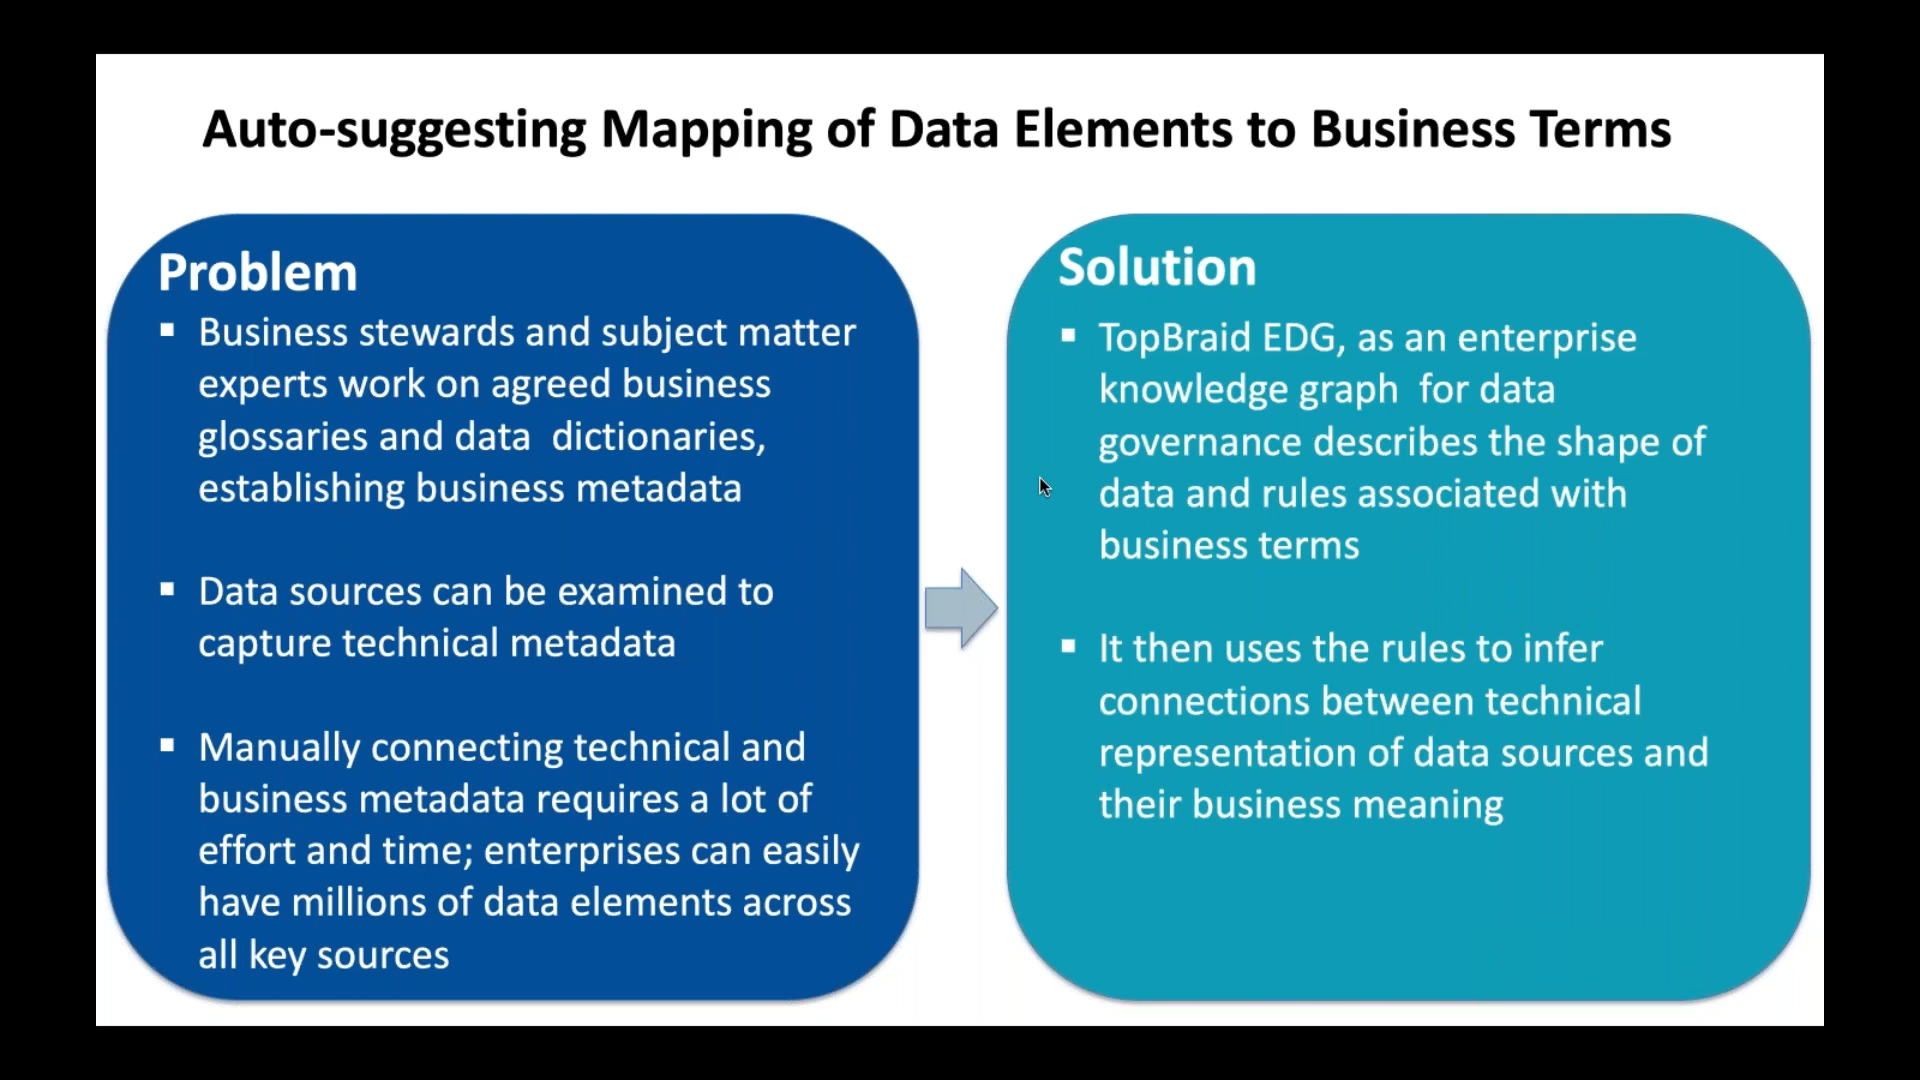 Auto-suggesting Mapping of Data Elements to Business Terms
Problem
▪ Business stewards and subject matter
experts work on agreed business
glossaries and data  dictionaries,
establishing business metadata
▪ Data sources can be examined to
capture technical metadata
▪ Manually connecting technical and
business metadata requires a lot of
effort and time; enterprises can easily
have millions of data elements across
all key sources
Solution
▪ TopBraid EDG, as an enterprise
knowledge graph  for data
governance describes the shape of
data and rules associated with
business terms
▪ It then uses the rules to infer
connections between technical
representation of data sources and
their business meaning